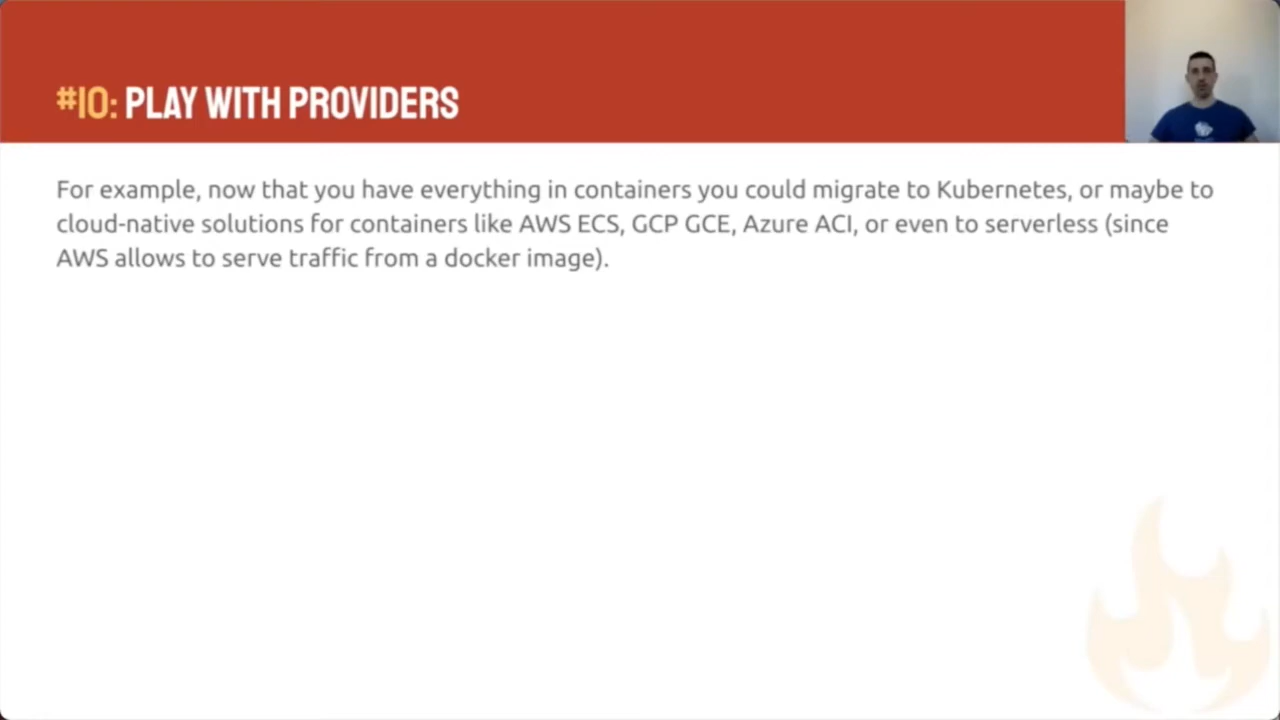 #10: PLAY WITH PROVIDERS
For example, now that you have everything in containers you could migrate to Kubernetes, or maybe to
cloud-native solutions for containers like AWS ECS, GCP GCE, Azure ACI, or even to serverless (since
AWS allows to serve traffic from a docker image).